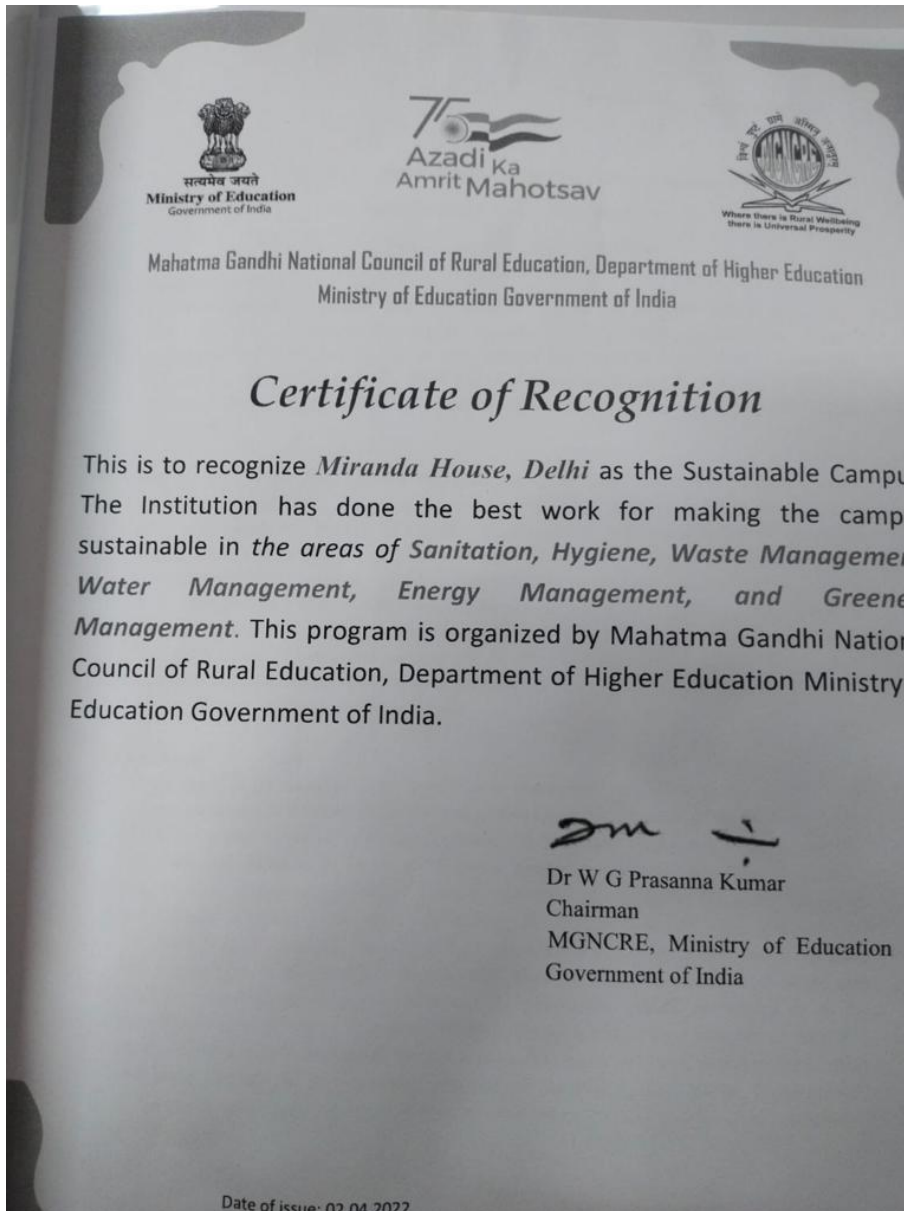 सत्यमेव जयते
Ministry of Education
Government of India
75
Azadi Ka
Amrit Mahotsav
MGNCRE
Where there is Rural Wellbeing
there is Universal Prosperity
Mahatma Gandhi National Council of Rural Education, Department of Higher Education
Ministry of Education Government of India
Certificate of Recognition
This is to recognize Miranda House, Delhi as the Sustainable Campu
The Institution has done the best work for making the camp
sustainable in the areas of Sanitation, Hygiene, Waste Managemen
Water Management, Energy Management, and Greene
Management. This program is organized by Mahatma Gandhi Nation
Council of Rural Education, Department of Higher Education Ministry
Education Government of India.
Dr W G Prasanna Kumar
Chairman
MGNCRE, Ministry of Education
Government of India
Date of issue: 02.04.2022